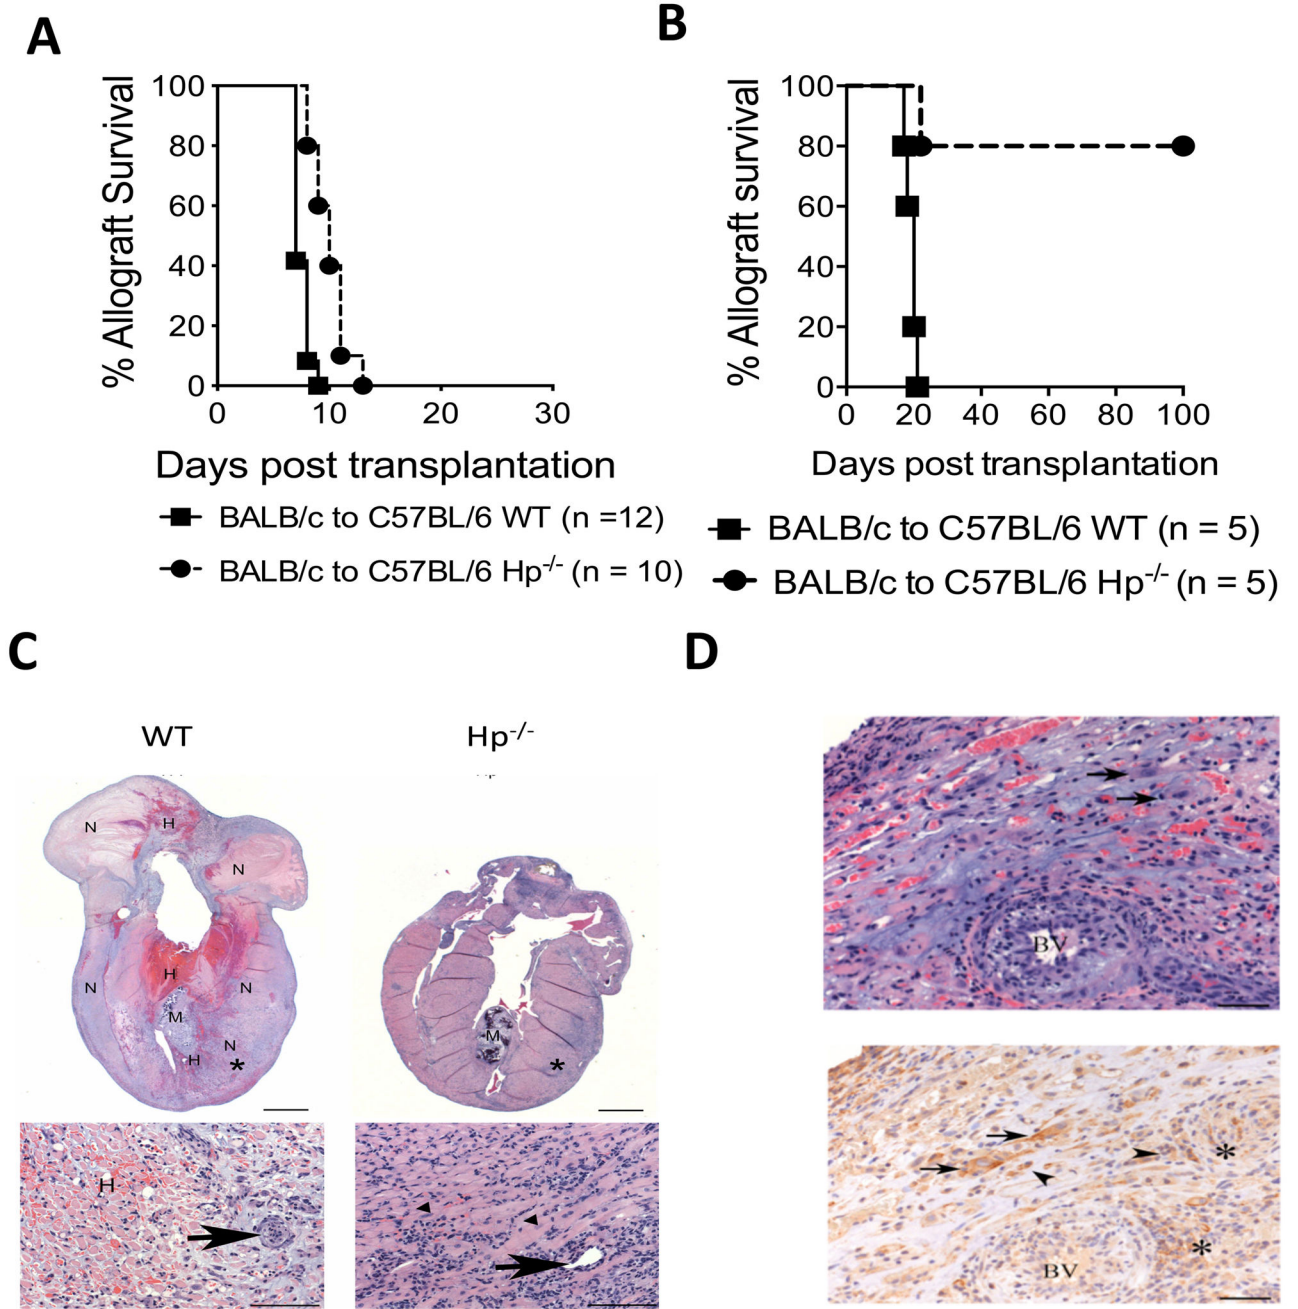 A
B
% Allograft Survival
100
80
60
40
20
0
0 10 20 30
Days post transplantation
BALB/c to C57BL/6 WT (n =12)
BALB/c to C57BL/6 Hp-/- (n = 10)
% Allograft survival
100
80
60
40
20
0
0 20 40 60 80 100
Days post transplantation
BALB/c to C57BL/6 WT (n = 5)
BALB/c to C57BL/6 Hp-/- (n = 5)
C
D
WT
Hp-/-
N
H
N
N
H
N
M
N
H
*
M
*
H
BV
*
*
BV